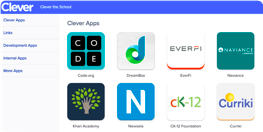 Clever
Clever the School
Clever Apps
Links
Development Apps
Internal Apps
More Apps
Clever Apps
CODE
EVERFI
NAVIANCE
Code.org
DreamBox
EverFi
Naviance
N
cK-12
Curriki
Khan Academy
Newsela
CK-12 Foundation
Curriki